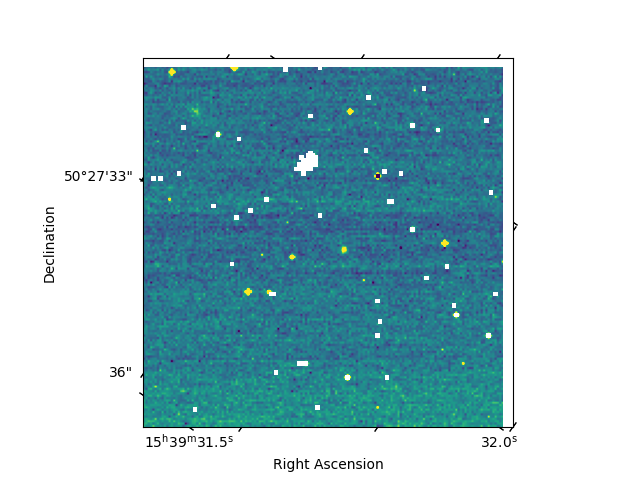 50°27'33"
Declination
36"
15ʰ39ᵐ31.5ˢ
32.0ˢ
Right Ascension